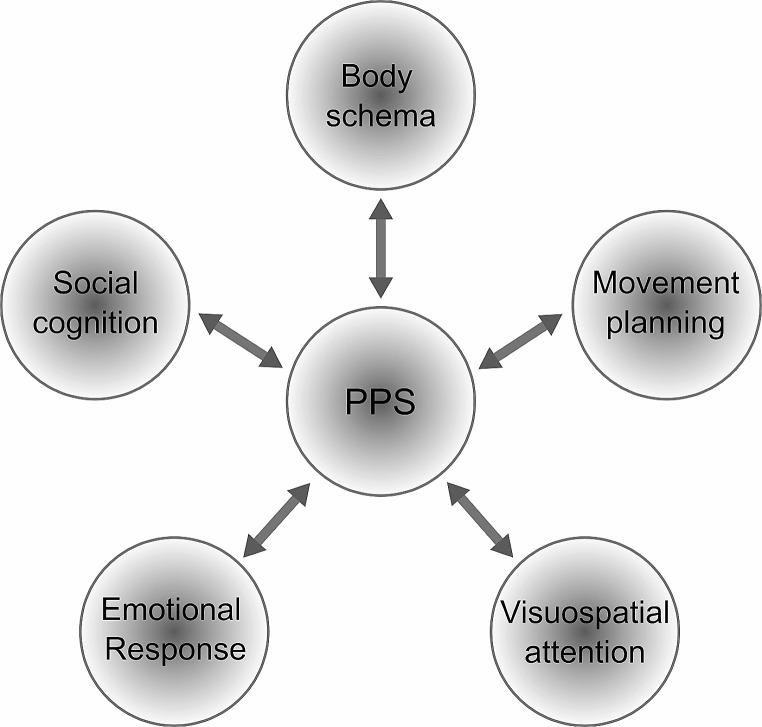 Body
schema
Social
cognition
Movement
planning
PPS
Emotional
Response
Visuospatial
attention